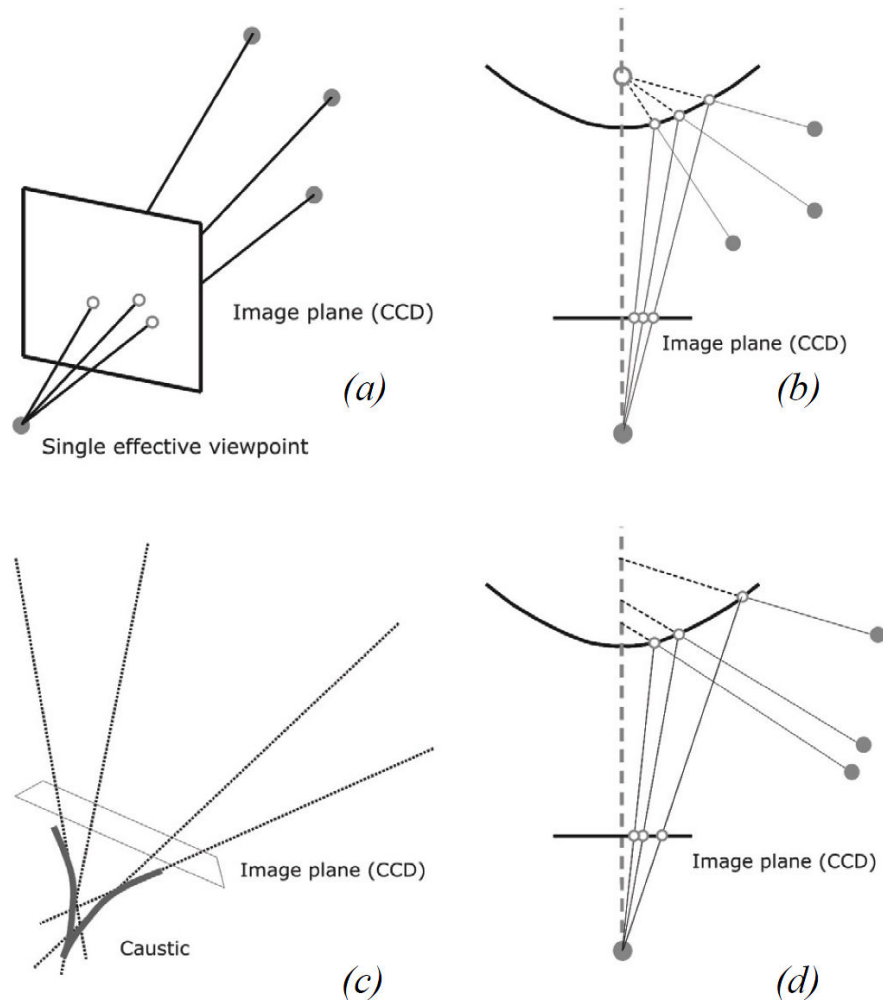 Image plane (CCD)
(a)
Single effective viewpoint
Image plane (CCD)
(b)
Image plane (CCD)
Caustic
(c)
Image plane (CCD)
(d)